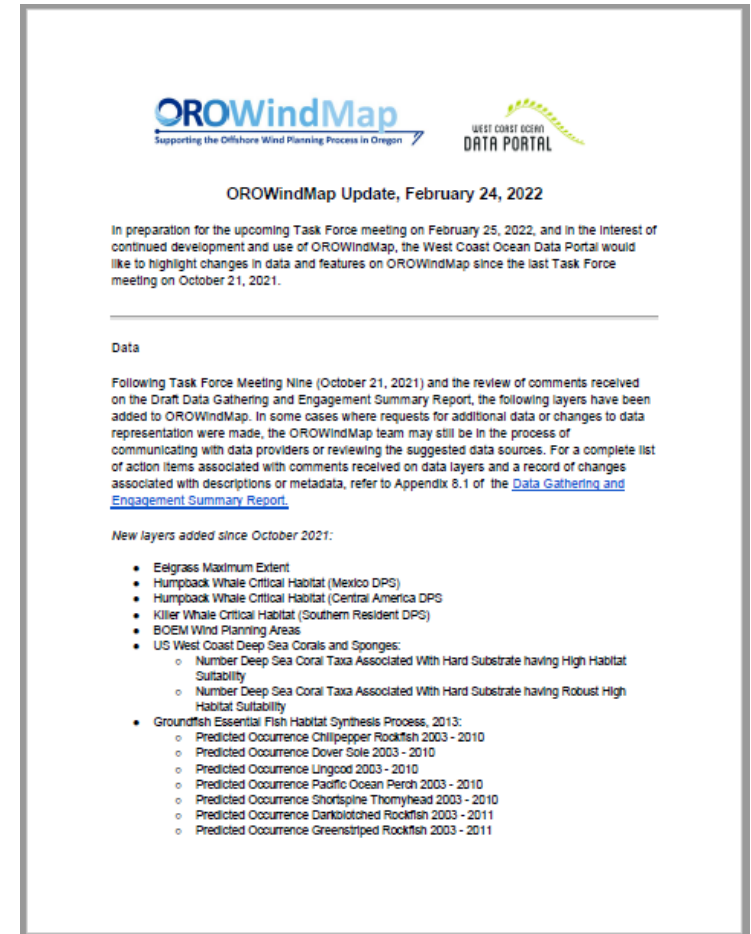 OROWindMap
Supporting the Offshore Wind Planning Process in Oregon
WEST COAST OCEAN
DATA PORTAL
OROWindMap Update, February 24, 2022
In preparation for the upcoming Task Force meeting on February 25, 2022, and in the interest of
continued development and use of OROWindMap, the West Coast Ocean Data Portal would
like to highlight changes in data and features on OROWindMap since the last Task Force
meeting on October 21, 2021.
Data
Following Task Force Meeting Nine (October 21, 2021) and the review of comments received
on the Draft Data Gathering and Engagement Summary Report, the following layers have been
added to OROWindMap. In some cases where requests for additional data or changes to data
representation were made, the OROWindMap team may still be in the process of
communicating with data providers or reviewing the suggested data sources. For a complete list
of action items associated with comments received on data layers and a record of changes
associated with descriptions or metadata, refer to Appendix 8.1 of the Data Gathering and
Engagement Summary Report.
New layers added since October 2021:
● Eelgrass Maximum Extent
● Humpback Whale Critical Habitat (Mexico DPS)
● Humpback Whale Critical Habitat (Central America DPS
● Killer Whale Critical Habitat (Southern Resident DPS)
● BOEM Wind Planning Areas
● US West Coast Deep Sea Corals and Sponges:
○ Number Deep Sea Coral Taxa Associated With Hard Substrate having High Habitat
Suitability
○ Number Deep Sea Coral Taxa Associated With Hard Substrate having Robust High
Habitat Suitability
● Groundfish Essential Fish Habitat Synthesis Process, 2013:
○ Predicted Occurrence Chilipepper Rockfish 2003 - 2010
○ Predicted Occurrence Dover Sole 2003 - 2010
○ Predicted Occurrence Lingcod 2003 - 2010
○ Predicted Occurrence Pacific Ocean Perch 2003 - 2010
○ Predicted Occurrence Shortspine Thornyhead 2003 - 2010
○ Predicted Occurrence Darkblotched Rockfish 2003 - 2011
○ Predicted Occurrence Greenstriped Rockfish 2003 - 2011